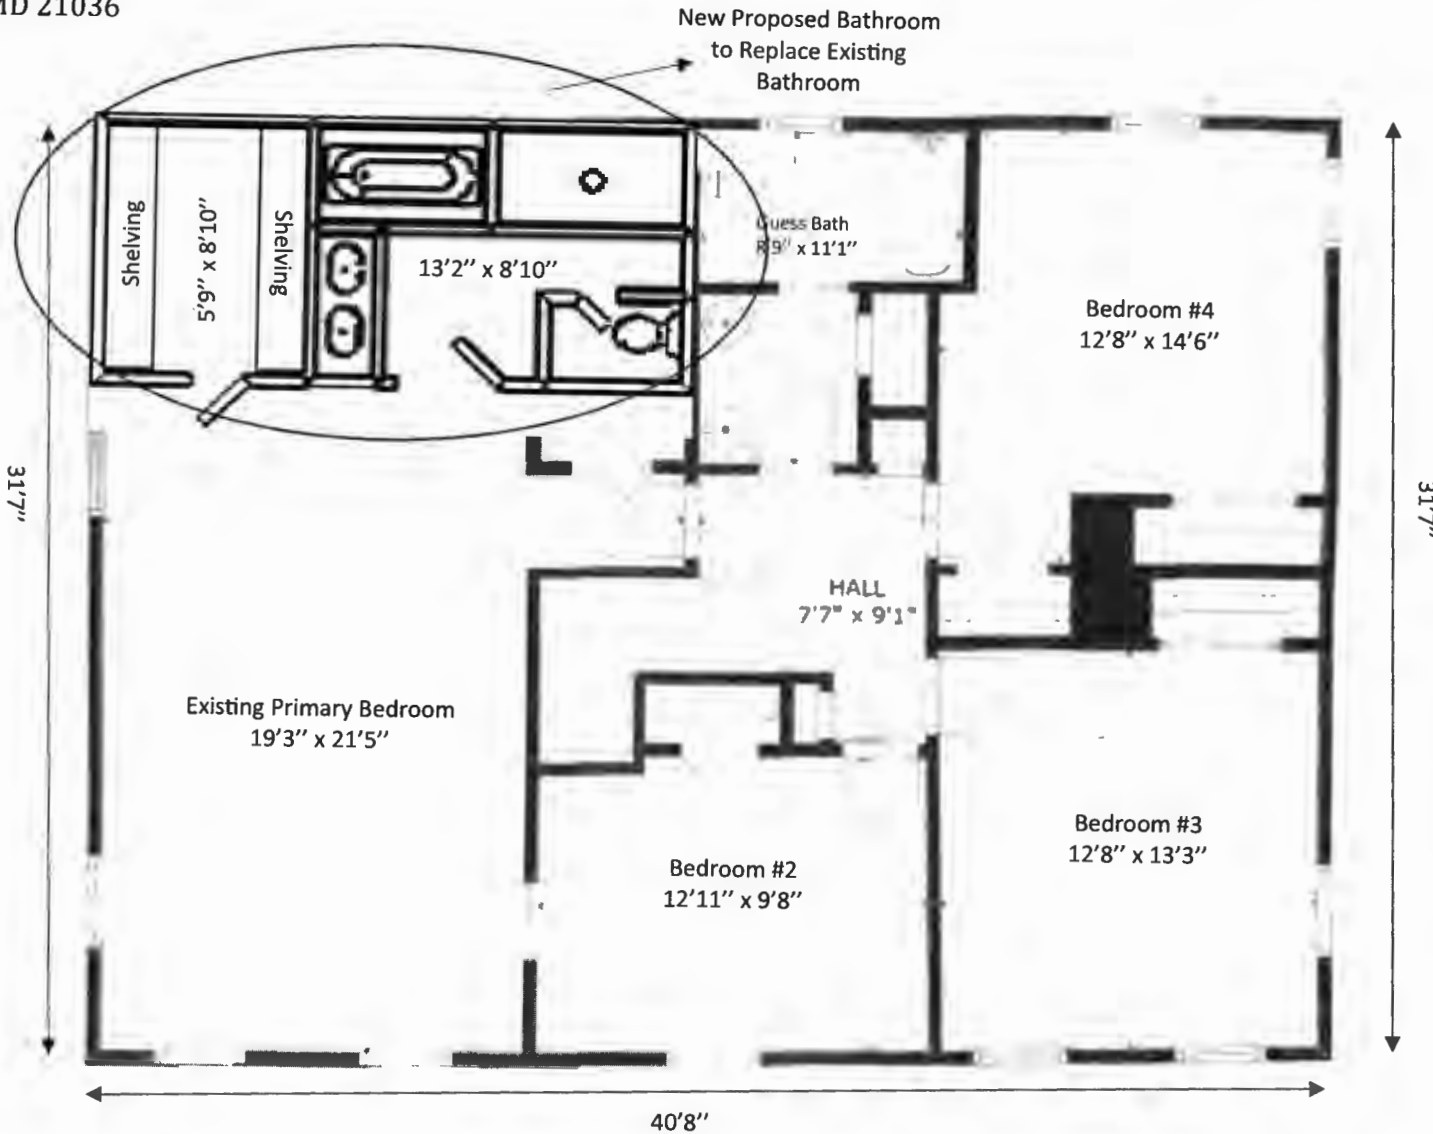 MD 21036
New Proposed Bathroom
to Replace Existing
Bathroom
Shelving
5'9" x 8'10"
Shelving
13'2" x 8'10"
Guess Bath
8'9" x 11'1"
Bedroom #4
12'8" x 14'6"
31'7"
31'7"
HALL
7'7" x 9'1"
Existing Primary Bedroom
19'3" x 21'5"
Bedroom #3
12'8" x 13'3"
Bedroom #2
12'11" x 9'8"
40'8"